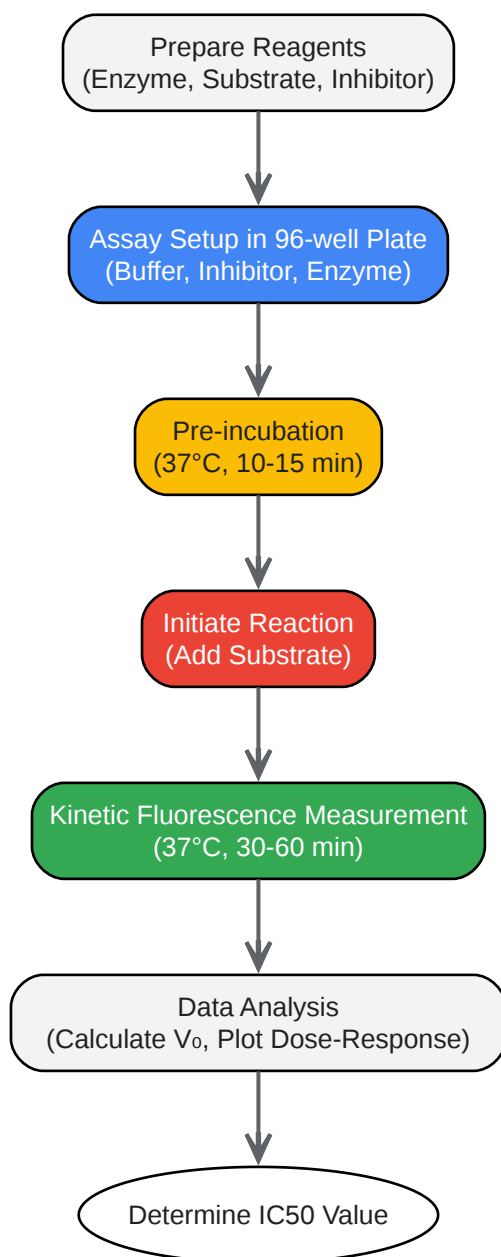 Prepare Reagents
(Enzyme, Substrate, Inhibitor)
Assay Setup in 96-well Plate
(Buffer, Inhibitor, Enzyme)
Pre-incubation
(37°C, 10-15 min)
Initiate Reaction
(Add Substrate)
Kinetic Fluorescence Measurement
(37°C, 30-60 min)
Data Analysis
(Calculate V₀, Plot Dose-Response)
Determine IC50 Value